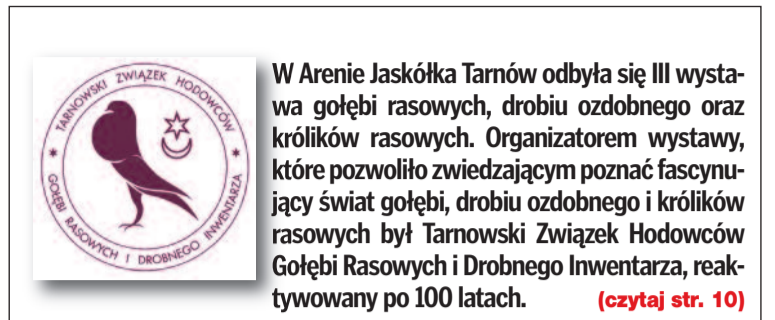 TARNOWSKI ZWIĄZEK HODOWCÓW
GOŁĘBI RASOWYCH I DROBNEGO INWENTARZA
W Arenie Jaskółka Tarnów odbyła się III wysta-
wa gołębi rasowych, drobiu ozdobnego oraz
królików rasowych. Organizatorem wystawy,
które pozwoliło zwiedzającym poznać fascynu-
jący świat gołębi, drobiu ozdobnego i królików
rasowych był Tarnowski Związek Hodowców
Gołębi Rasowych i Drobnego Inwentarza, reak-
tywowany po 100 latach. (czytaj str. 10)